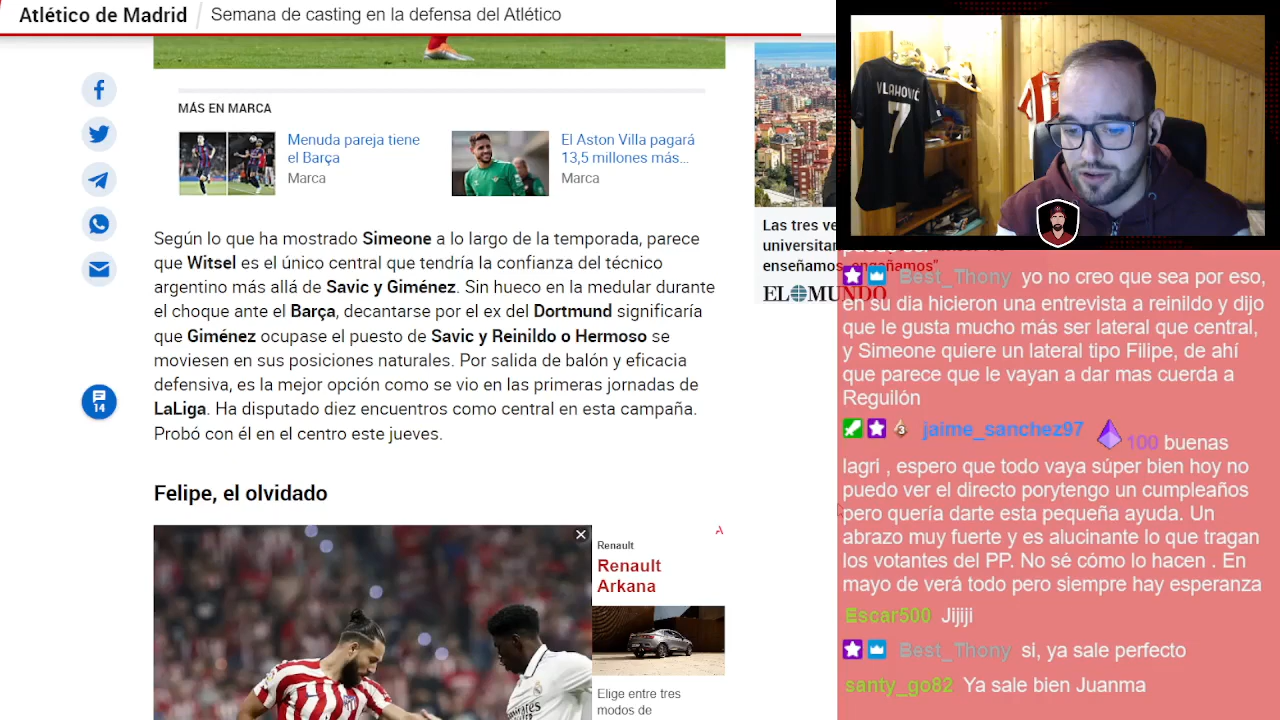 Atlético de Madrid
Semana de casting en la defensa del Atlético
MÁS EN MARCA
Menuda pareja tiene
el Barça
Marca
El Aston Villa pagará
13,5 millones más...
Marca
Según lo que ha mostrado Simeone a lo largo de la temporada, parece
que Witsel es el único central que tendría la confianza del técnico
argentino más allá de Savic y Giménez. Sin hueco en la medular durante
el choque ante el Barça, decantarse por el ex del Dortmund significaría
que Giménez ocupase el puesto de Savic y Reinildo o Hermoso se
moviesen en sus posiciones naturales. Por salida de balón y eficacia
defensiva, es la mejor opción como se vio en las primeras jornadas de
LaLiga. Ha disputado diez encuentros como central en esta campaña.
Probó con él en el centro este jueves.
14
Felipe, el olvidado
Renault
Renault
Arkana
Elige entre tres
modos de
Las tres ve
universitar
enseñamos, engañamos"
EL MUNDO
VLAHOVIĆ
7
Best_Thony yo no creo que sea por eso,
en su dia hicieron una entrevista a reinildo y dijo
que le gusta mucho más ser lateral que central,
y Simeone quiere un lateral tipo Filipe, de ahí
que parece que le vayan a dar mas cuerda a
Reguilón
3 jaime_sanchez97 100 buenas
lagri , espero que todo vaya súper bien hoy no
puedo ver el directo porytengo un cumpleaños
pero quería darte esta pequeña ayuda. Un
abrazo muy fuerte y es alucinante lo que tragan
los votantes del PP. No sé cómo lo hacen . En
mayo de verá todo pero siempre hay esperanza
Escar500 Jijiji
Best_Thony si, ya sale perfecto
santy_go82 Ya sale bien Juanma